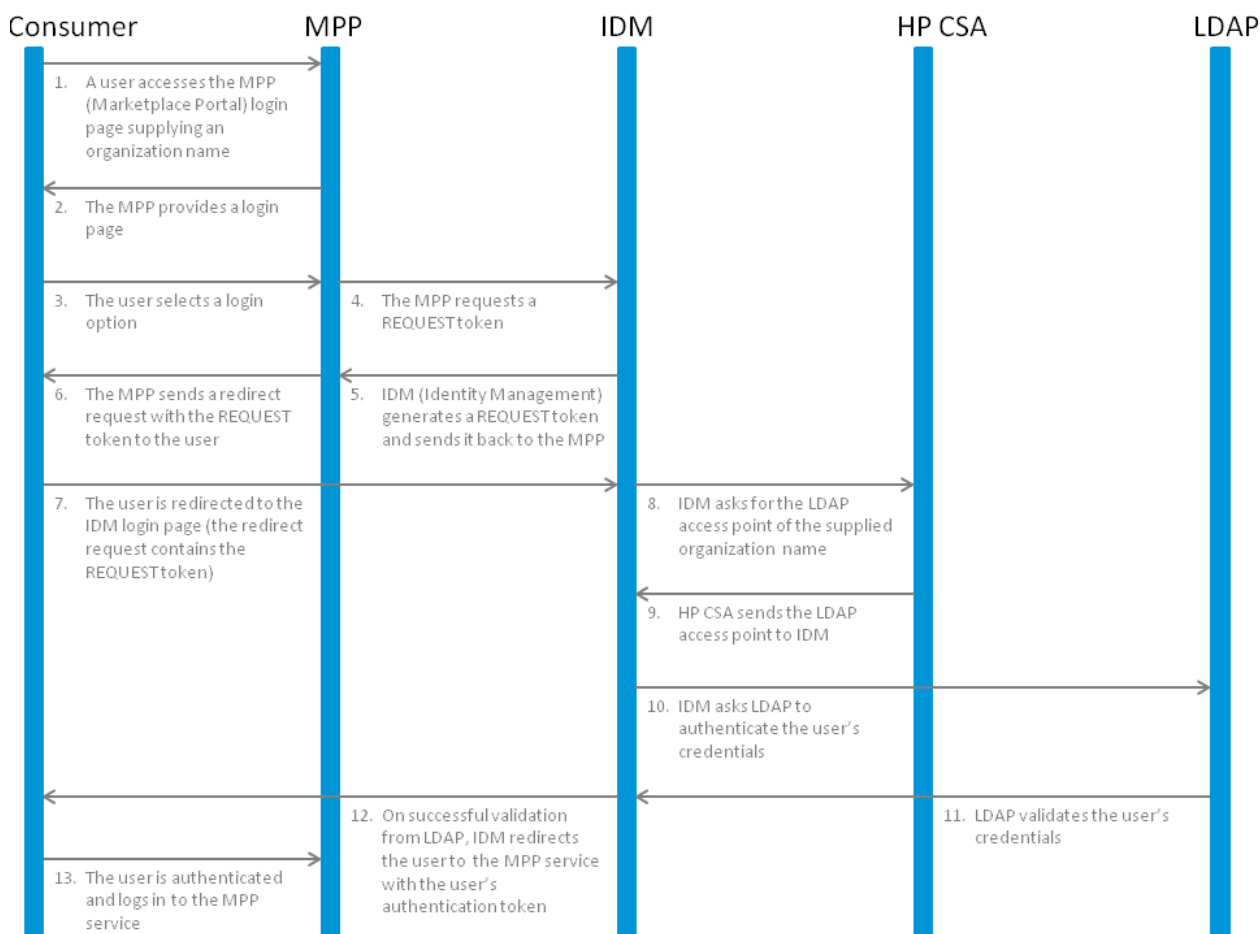 Consumer
MPP
IDM
HP CSA
LDAP
1. A user accesses the MPP
(Marketplace Portal) login
page supplying an
organization name
2. The MPP provides a login
page
3. The user selects a login
option
4. The MPP requests a
REQUEST token
6. The MPP sends a redirect
request with the REQUEST
token to the user
5. IDM (Identity Management)
generates a REQUEST token
and sends it back to the MPP
7. The user is redirected to the
IDM login page (the redirect
request contains the
REQUEST token)
8. IDM asks for the LDAP
access point of the supplied
organization name
9. HP CSA sends the LDAP
access point to IDM
10. IDM asks LDAP to
authenticate the user's
credentials
12. On successful validation
from LDAP, IDM redirects
the user to the MPP service
with the user's
authentication token
11. LDAP validates the user's
credentials
13. The user is authenticated
and logs in to the MPP
service